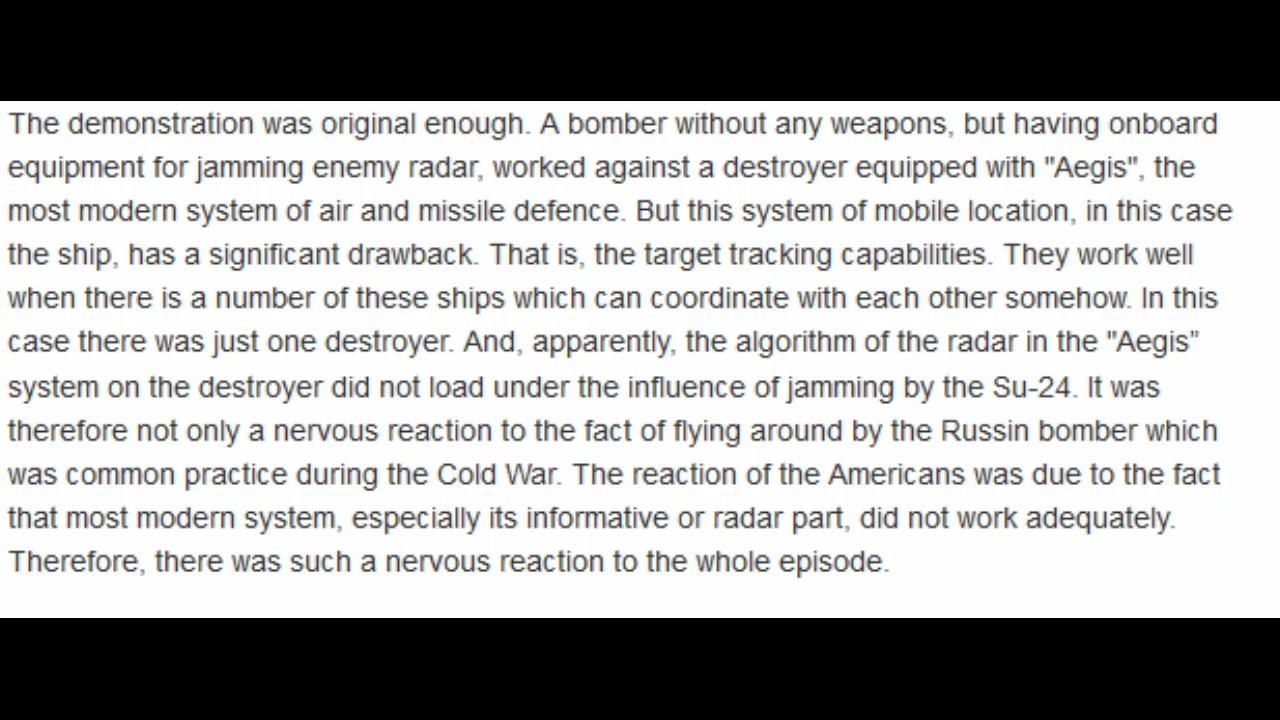 The demonstration was original enough. A bomber without any weapons, but having onboard
equipment for jamming enemy radar, worked against a destroyer equipped with "Aegis", the
most modern system of air and missile defence. But this system of mobile location, in this case
the ship, has a significant drawback. That is, the target tracking capabilities. They work well
when there is a number of these ships which can coordinate with each other somehow. In this
case there was just one destroyer. And, apparently, the algorithm of the radar in the "Aegis”
system on the destroyer did not load under the influence of jamming by the Su-24. It was
therefore not only a nervous reaction to the fact of flying around by the Russin bomber which
was common practice during the Cold War. The reaction of the Americans was due to the fact
that most modern system, especially its informative or radar part, did not work adequately.
Therefore, there was such a nervous reaction to the whole episode.